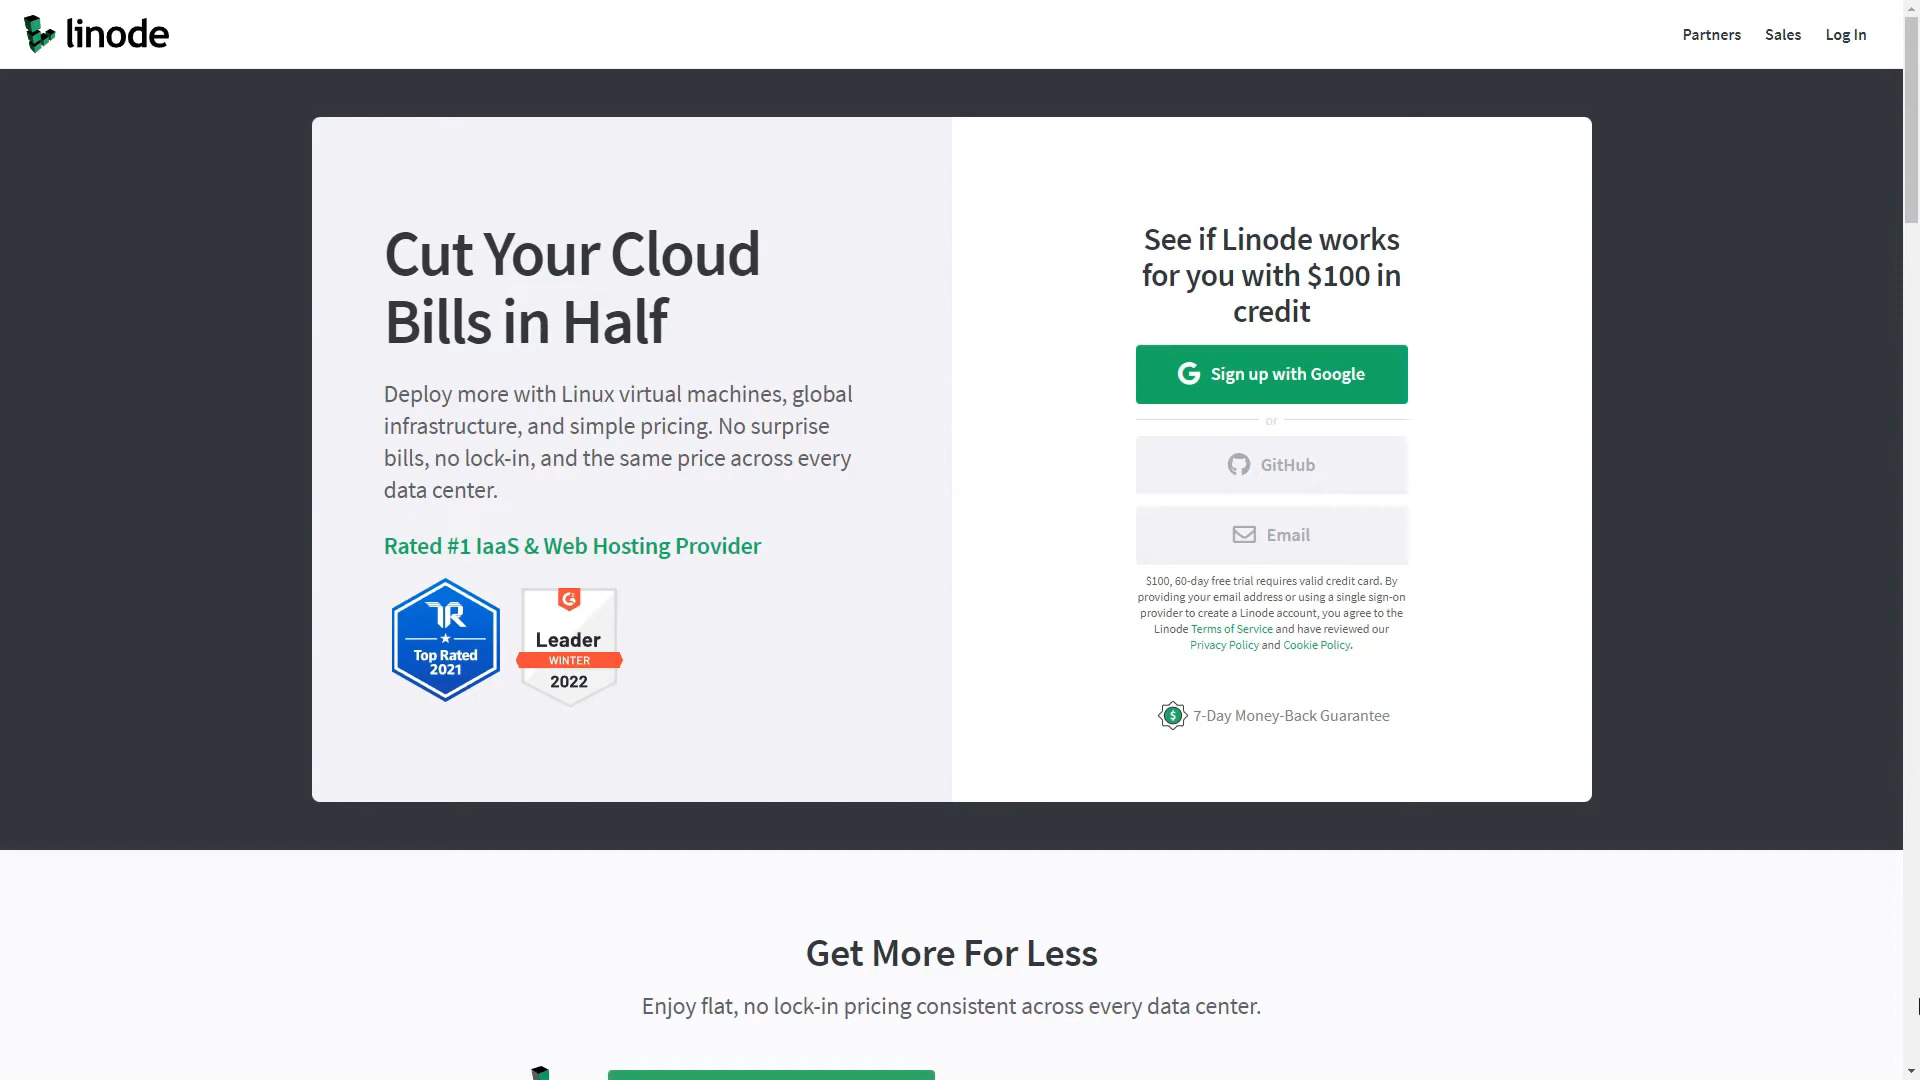 linode
Partners
Sales
Log In
Cut Your Cloud
Bills in Half
Deploy more with Linux virtual machines, global
infrastructure, and simple pricing. No surprise
bills, no lock-in, and the same price across every
data center.
Rated #1 IaaS & Web Hosting Provider
TR
Top Rated
2021
G2
Leader
WINTER
2022
See if Linode works
for you with $100 in
credit
Sign up with Google
or
GitHub
Email
$100, 60-day free trial requires valid credit card. By
providing your email address or using a single sign-on
provider to create a Linode account, you agree to the
Linode Terms of Service and have reviewed our
Privacy Policy and Cookie Policy.
$ 7-Day Money-Back Guarantee
Get More For Less
Enjoy flat, no lock-in pricing consistent across every data center.